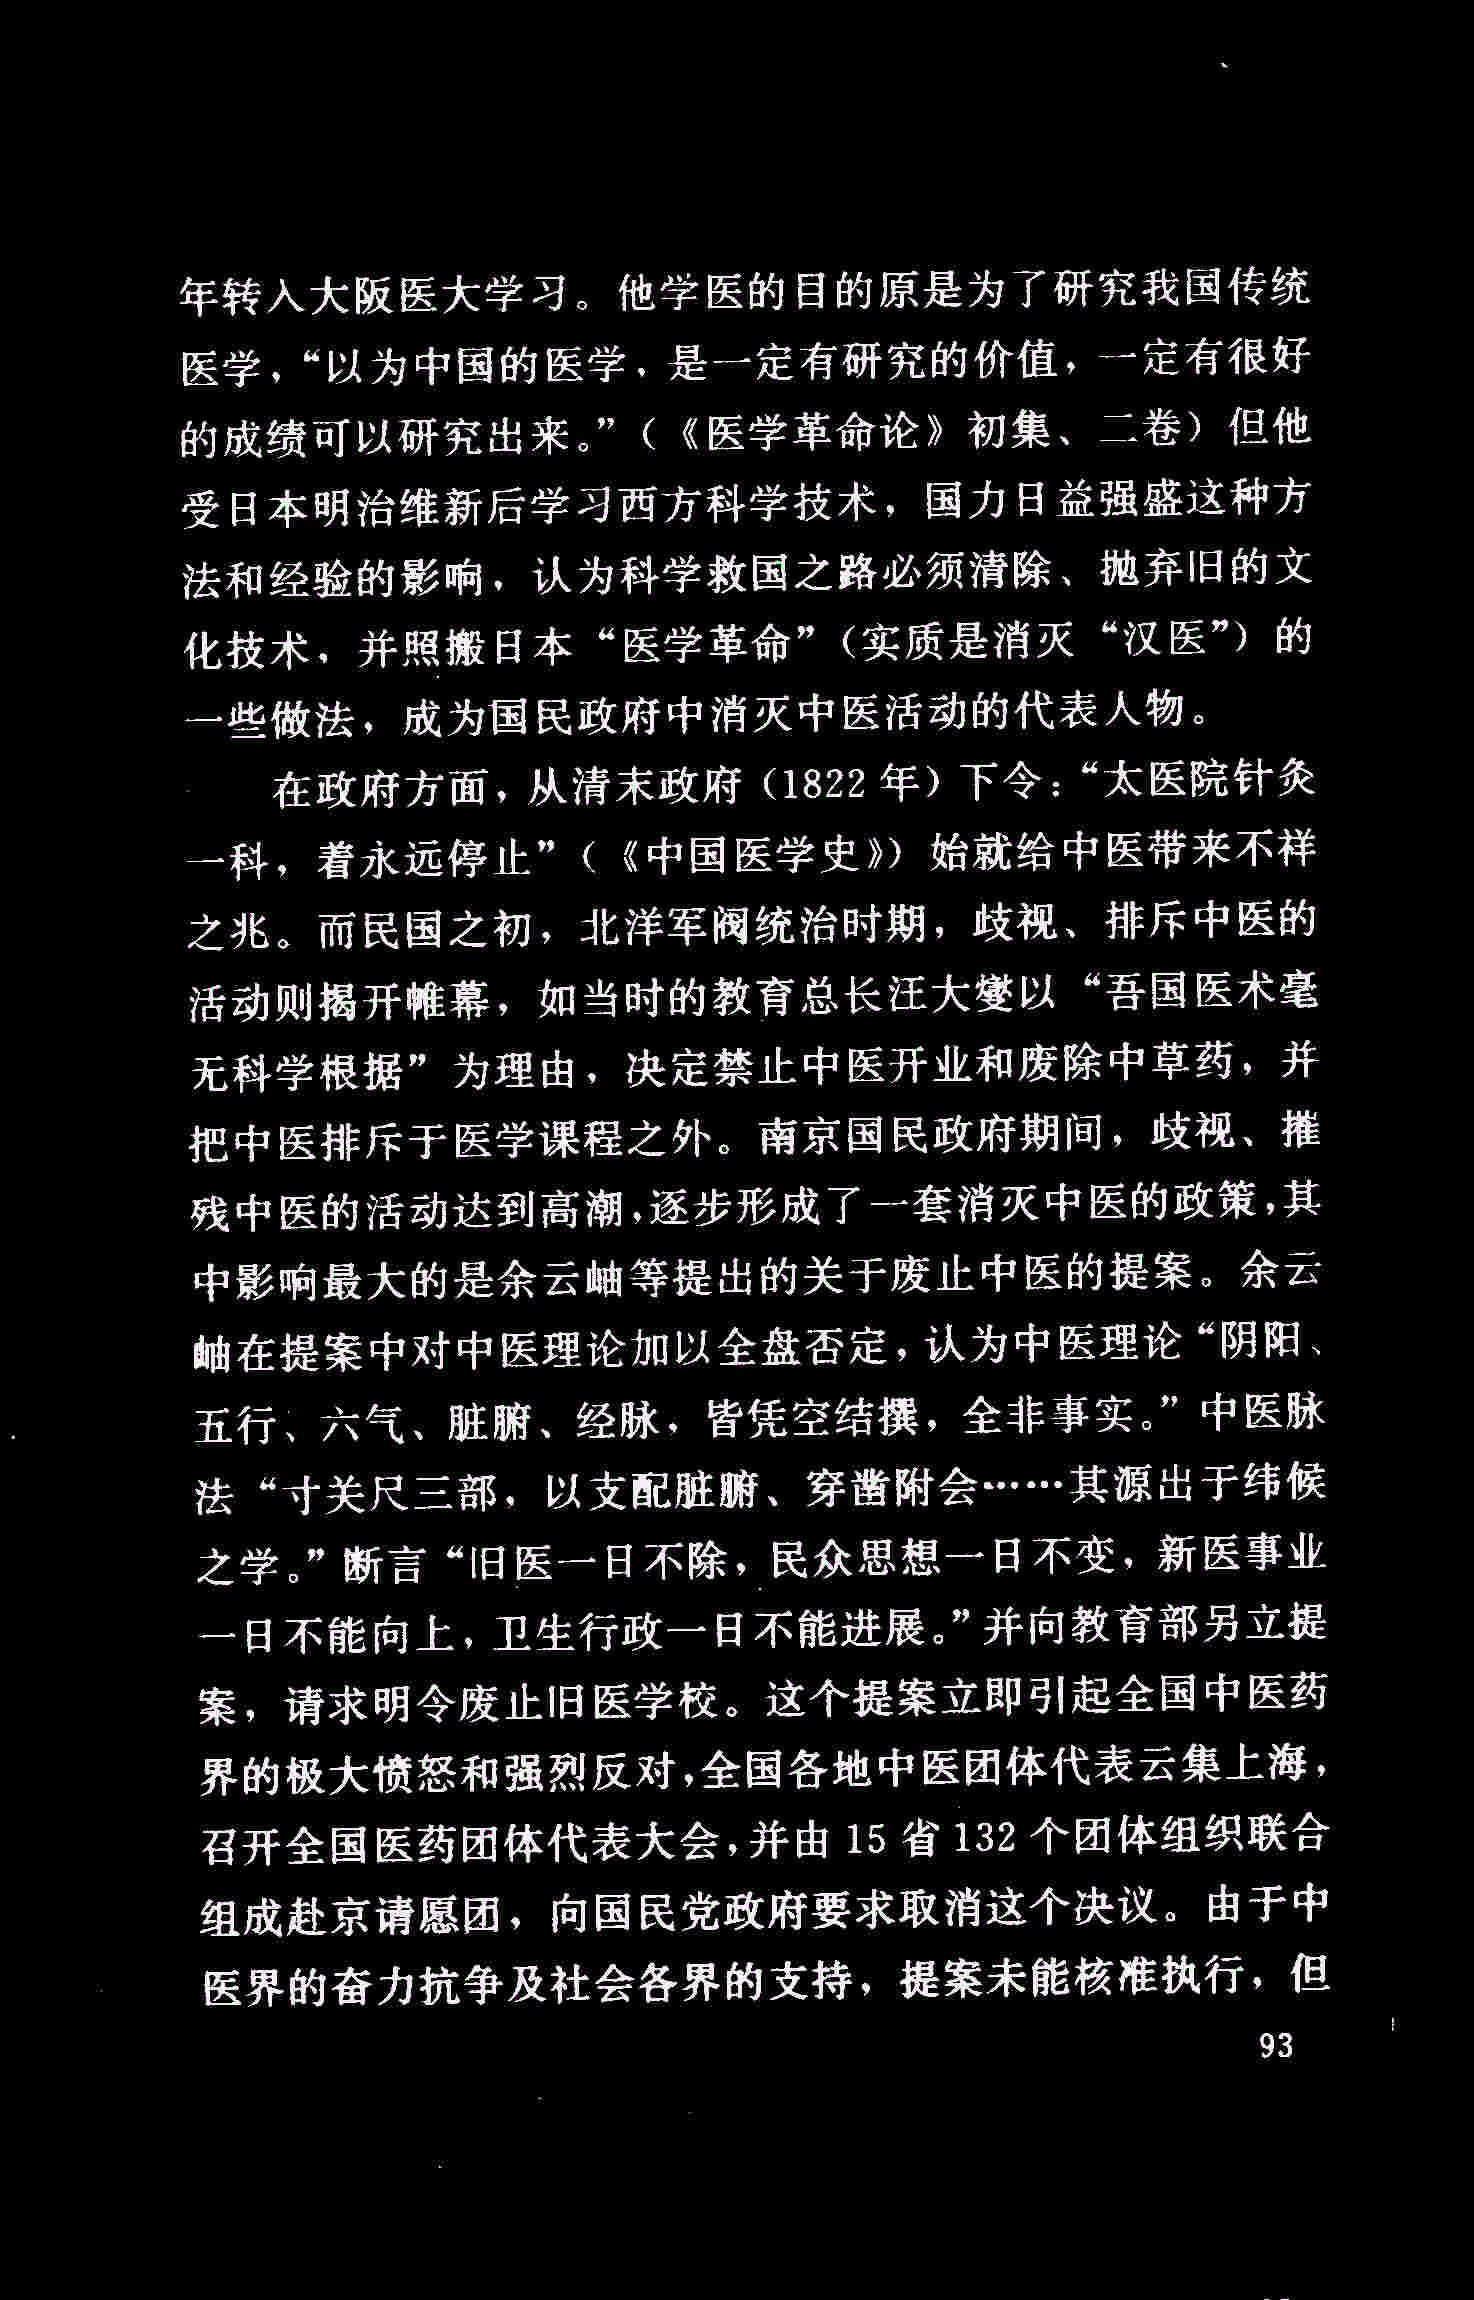 年转入大阪医大学习。他学医的目的原是为了研究我国传统
医学，“以为中国的医学，是一定有研究的价值，一定有很好
的成绩可以研究出来。”（《医学革命论》初集、二卷）但他
受日本明治维新后学习西方科学技术，国力日益强盛这种方
法和经验的影响，认为科学救国之路必须清除、抛弃旧的文
化技术，并照搬日本“医学革命”（实质是消灭“汉医”）的
一些做法，成为国民政府中消灭中医活动的代表人物。
在政府方面，从清末政府（1822年）下令：“太医院针灸
一科，着永远停止”（《中国医学史》）始就给中医带来不祥
之兆。而民国之初，北洋军阀统治时期，歧视、排斥中医的
活动则揭开帷幕，如当时的教育总长汪大燮以“吾国医术毫
无科学根据”为理由，决定禁止中医开业和废除中草药，并
把中医排斥于医学课程之外。南京国民政府期间，歧视、摧
残中医的活动达到高潮，逐步形成了一套消灭中医的政策，其
中影响最大的是余云岫等提出的关于废止中医的提案。余云
岫在提案中对中医理论加以全盘否定，认为中医理论“阴阳、
五行、六气、脏腑、经脉，皆凭空结撰，全非事实。”中医脉
法“寸关尺三部，以支配脏腑、穿凿附会……其源出于纬候
之学。”断言“旧医一日不除，民众思想一日不变，新医事业
一日不能向上，卫生行政一日不能进展。”并向教育部另立提
案，请求明令废止旧医学校。这个提案立即引起全国中医药
界的极大愤怒和强烈反对，全国各地中医团体代表云集上海，
召开全国医药团体代表大会，并由15省132个团体组织联合
组成赴京请愿团，向国民党政府要求取消这个决议。由于中
医界的奋力抗争及社会各界的支持，提案未能核准执行，但
93